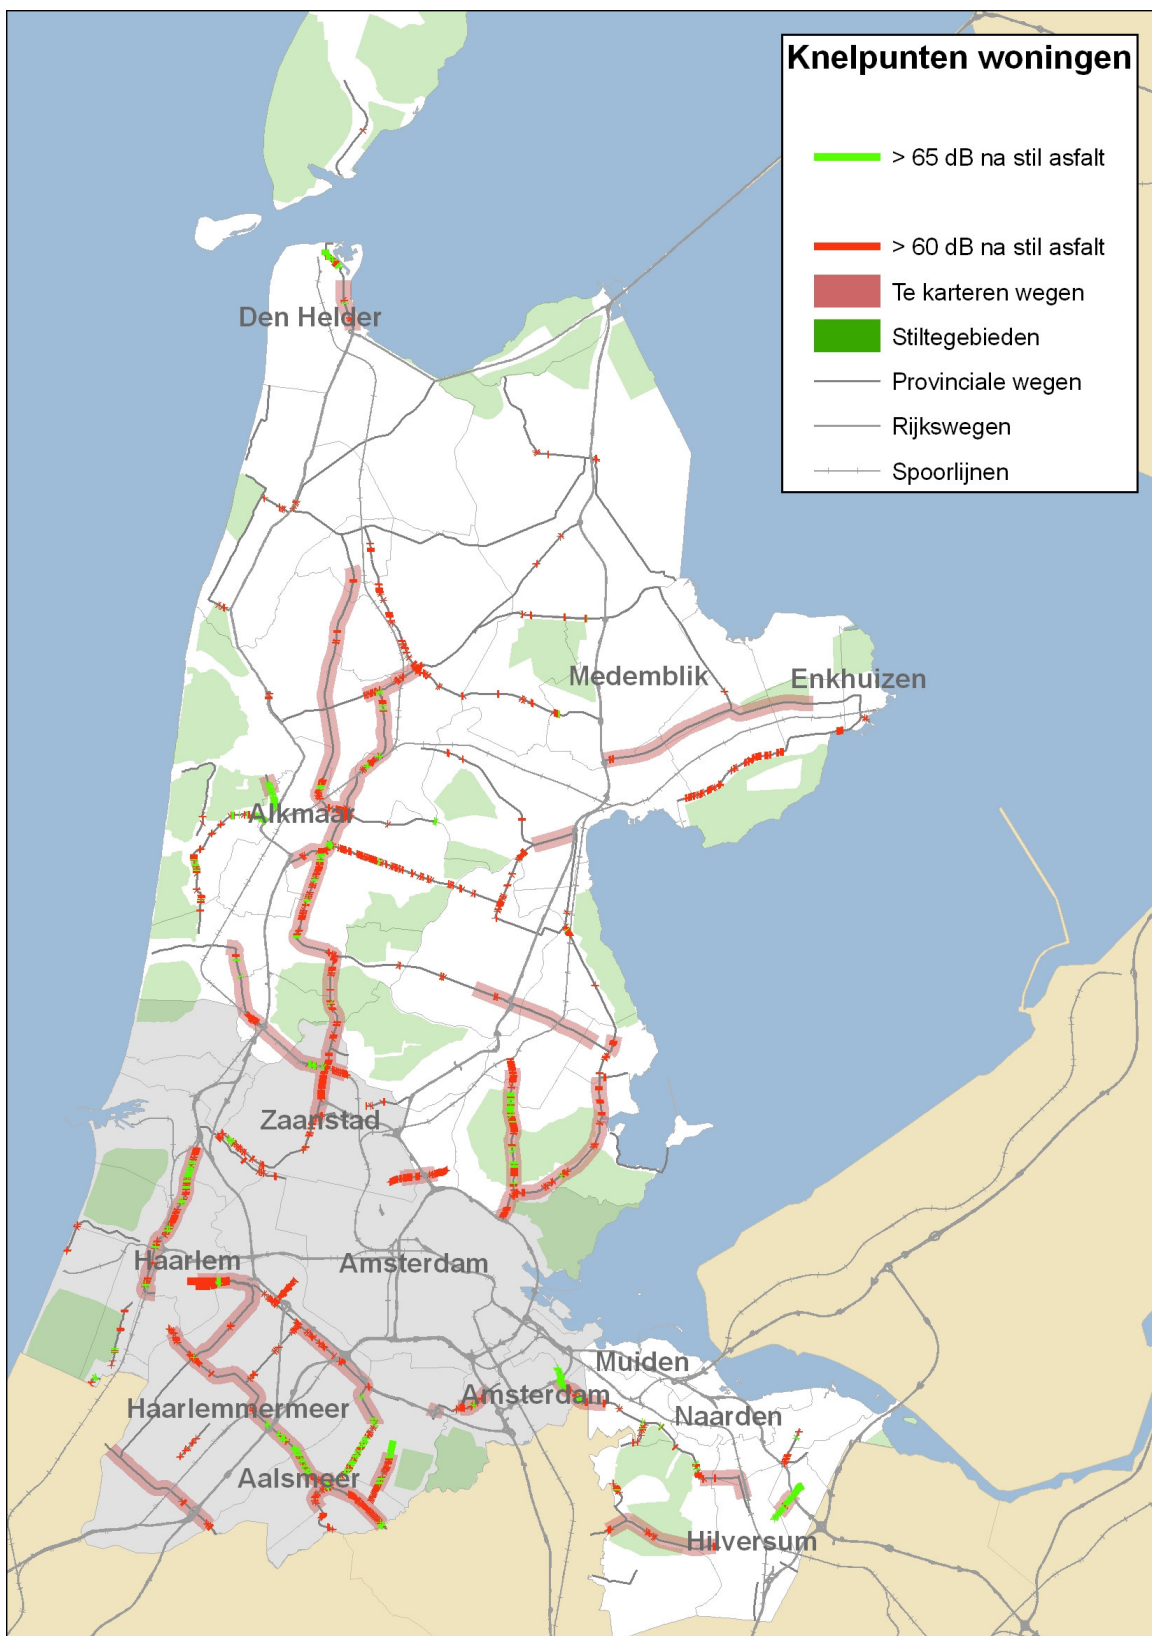 Knelpunten woningen
> 65 dB na stil asfalt
> 60 dB na stil asfalt
Te karteren wegen
Stiltegebieden
Provinciale wegen
Rijkswegen
Spoorlijnen
Den Helder
Medemblik
Enkhuizen
Alkmaar
Zaanstad
Haarlem
Amsterdam
Muiden
Amsterdam
Naarden
Haarlemmermeer
Aalsmeer
Hilversum